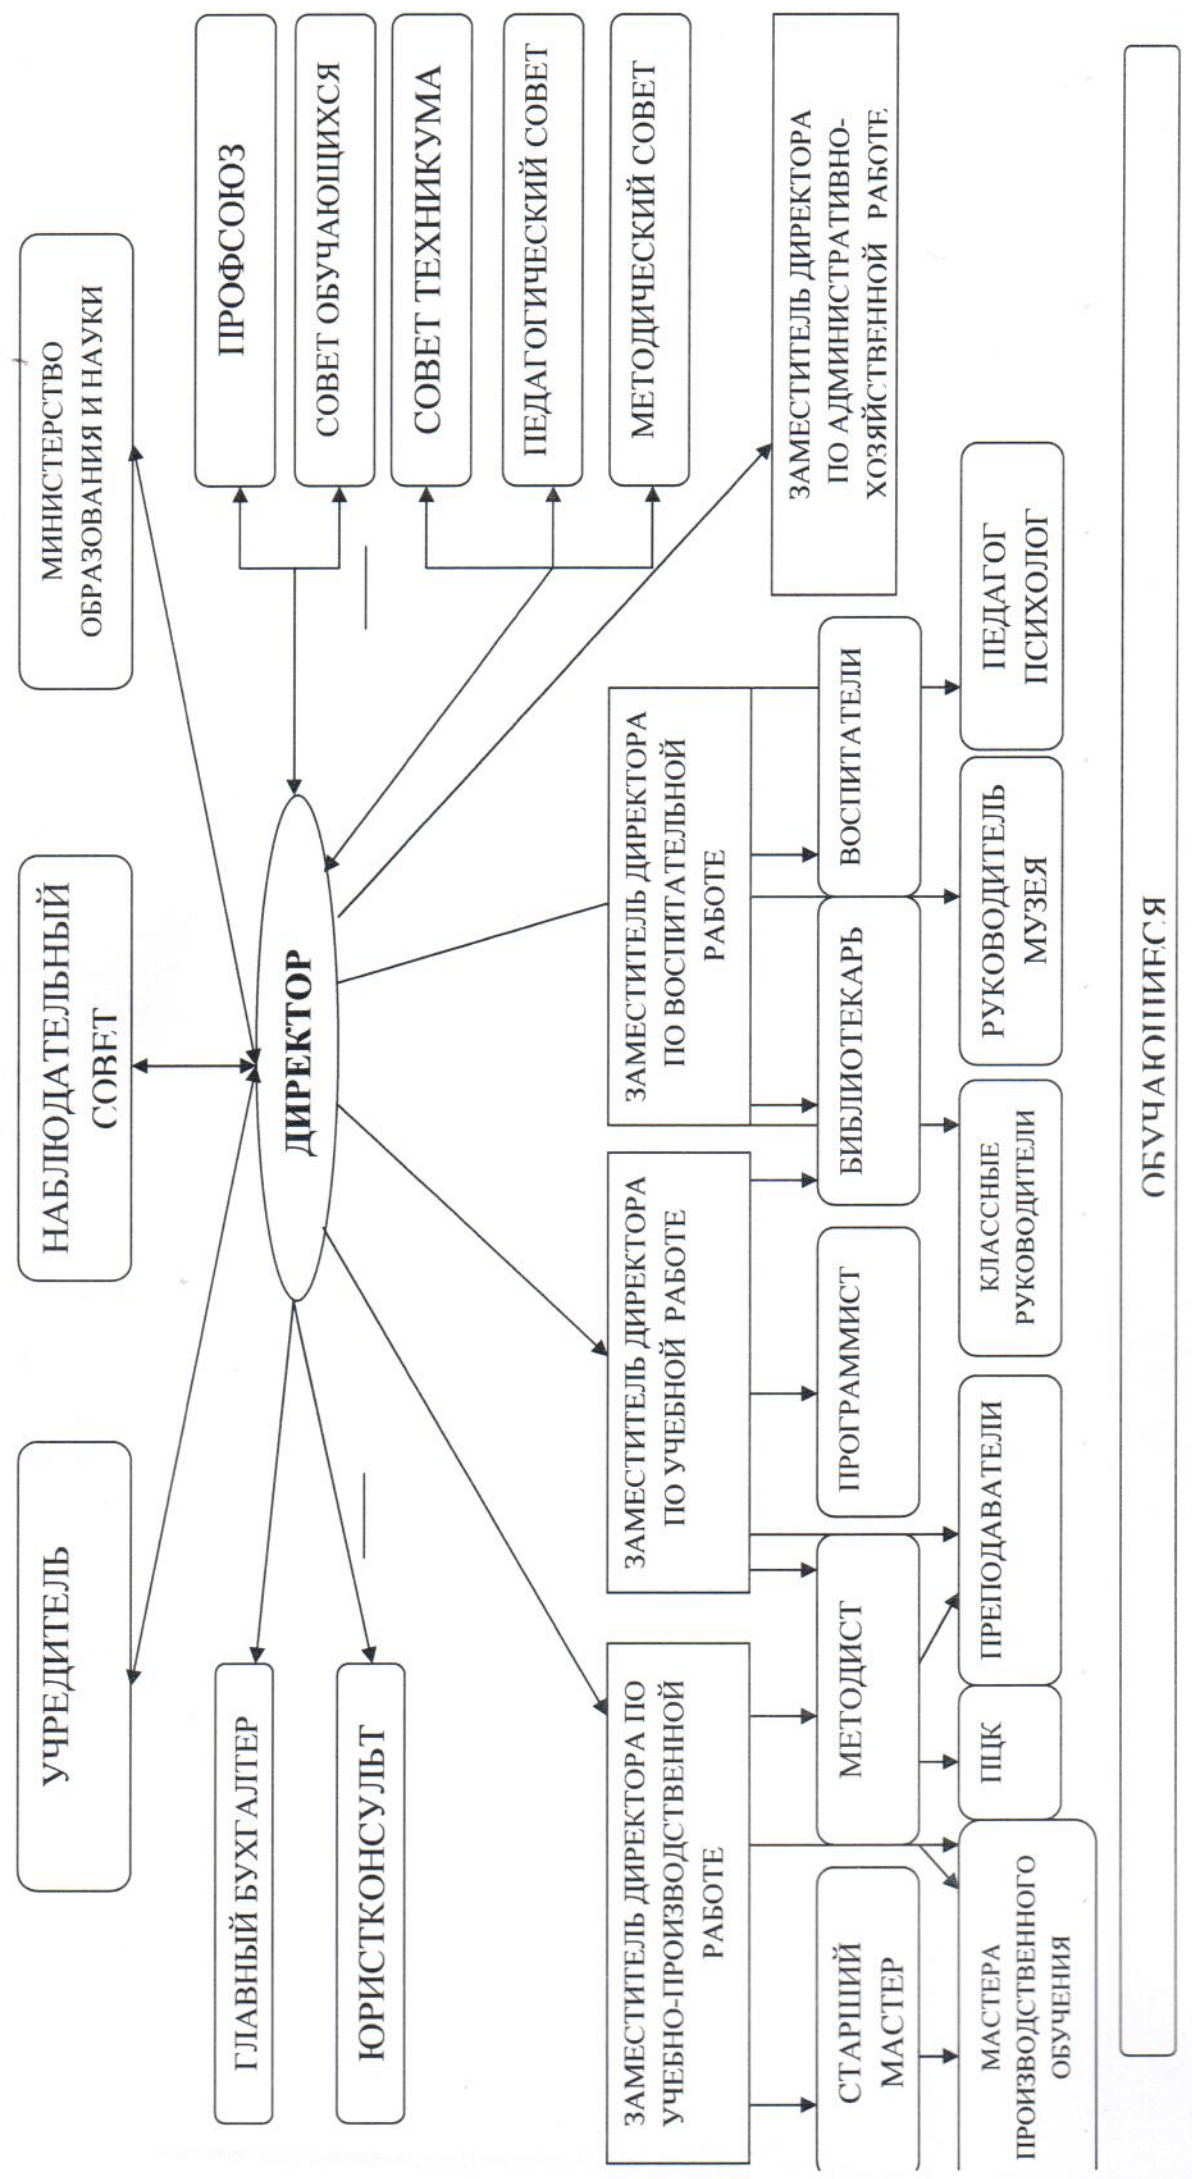 УЧРЕДИТЕЛЬ
НАБЛЮДАТЕЛЬНЫЙ
СОВЕТ
МИНИСТЕРСТВО
ОБРАЗОВАНИЯ И НАУКИ
ГЛАВНЫЙ БУХГАЛТЕР
ЮРИСТКОНСУЛЬТ
ДИРЕКТОР
ПРОФСОЮЗ
СОВЕТ ОБУЧАЮЩИХСЯ
СОВЕТ ТЕХНИКУМА
ПЕДАГОГИЧЕСКИЙ СОВЕТ
МЕТОДИЧЕСКИЙ СОВЕТ
ЗАМЕСТИТЕЛЬ ДИРЕКТОРА ПО
УЧЕБНО-ПРОИЗВОДСТВЕННОЙ
РАБОТЕ
ЗАМЕСТИТЕЛЬ ДИРЕКТОРА
ПО УЧЕБНОЙ РАБОТЕ
ЗАМЕСТИТЕЛЬ ДИРЕКТОРА
ПО ВОСПИТАТЕЛЬНОЙ
РАБОТЕ
ЗАМЕСТИТЕЛЬ ДИРЕКТОРА
ПО АДМИНИСТРАТИВНО-
ХОЗЯЙСТВЕННОЙ РАБОТЕ
СТАРШИЙ
МАСТЕР
МЕТОДИСТ
ПРОГРАММИСТ
БИБЛИОТЕКАРЬ
ВОСПИТАТЕЛИ
МАСТЕРА
ПРОИЗВОДСТВЕННОГО
ОБУЧЕНИЯ
ПЦК
ПРЕПОДАВАТЕЛИ
КЛАССНЫЕ
РУКОВОДИТЕЛИ
РУКОВОДИТЕЛЬ
МУЗЕЯ
ПЕДАГОГ
ПСИХОЛОГ
ОБУЧАЮЩИЕСЯ